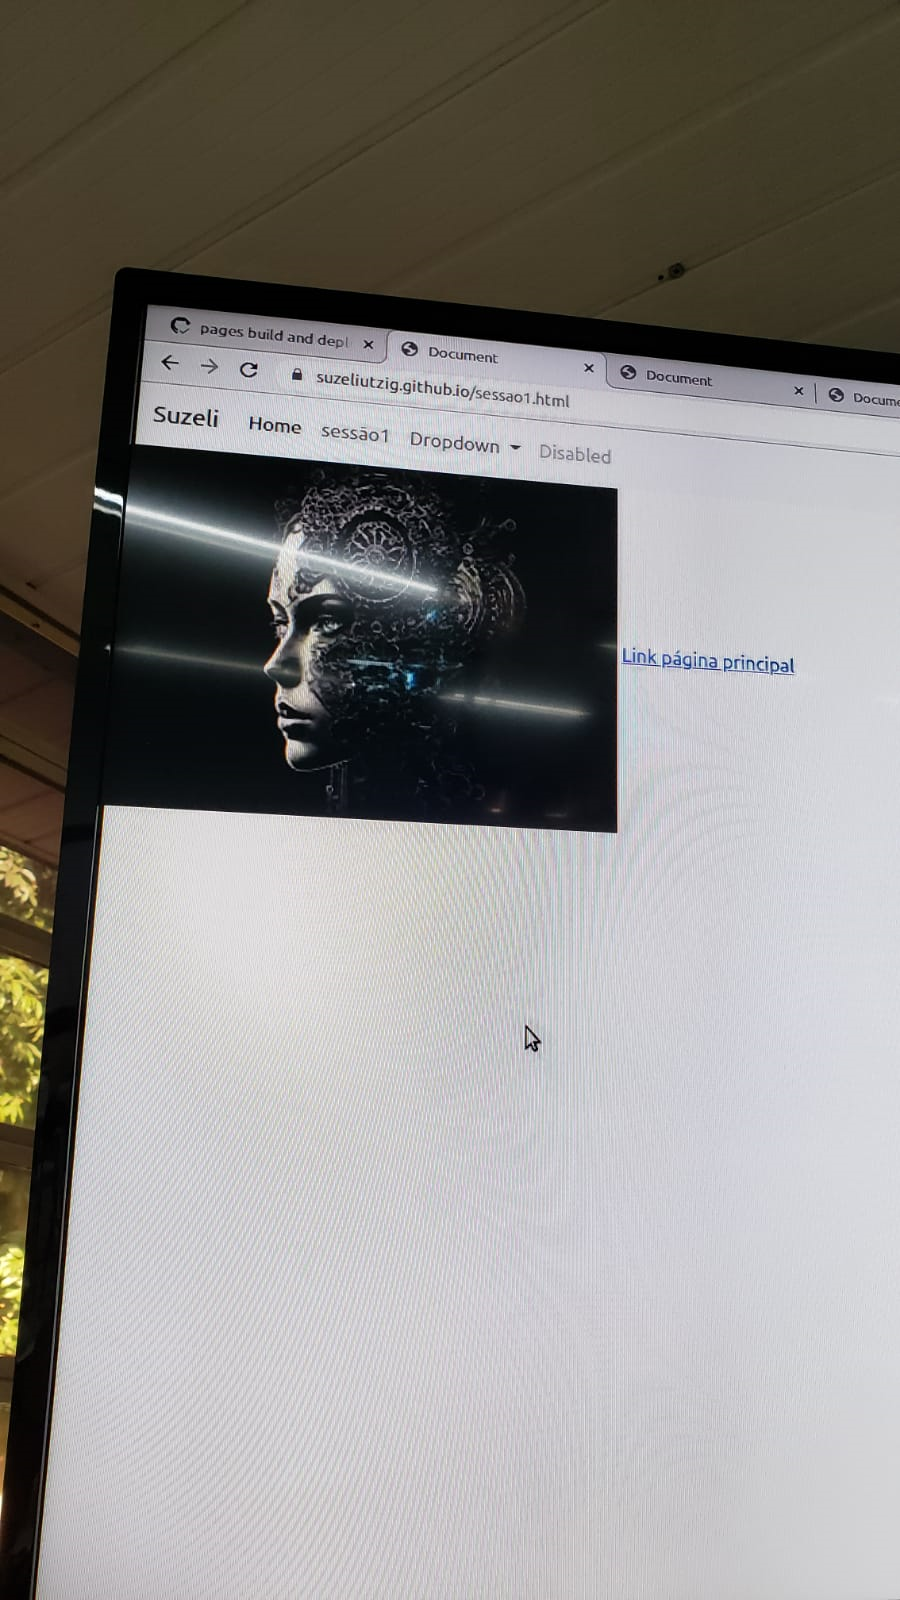 pages build and depl
Document
Document
Docume
suzeliutzig.github.io/sessao1.html
Suzeli Home sessão1 Dropdown Disabled
Link página principal